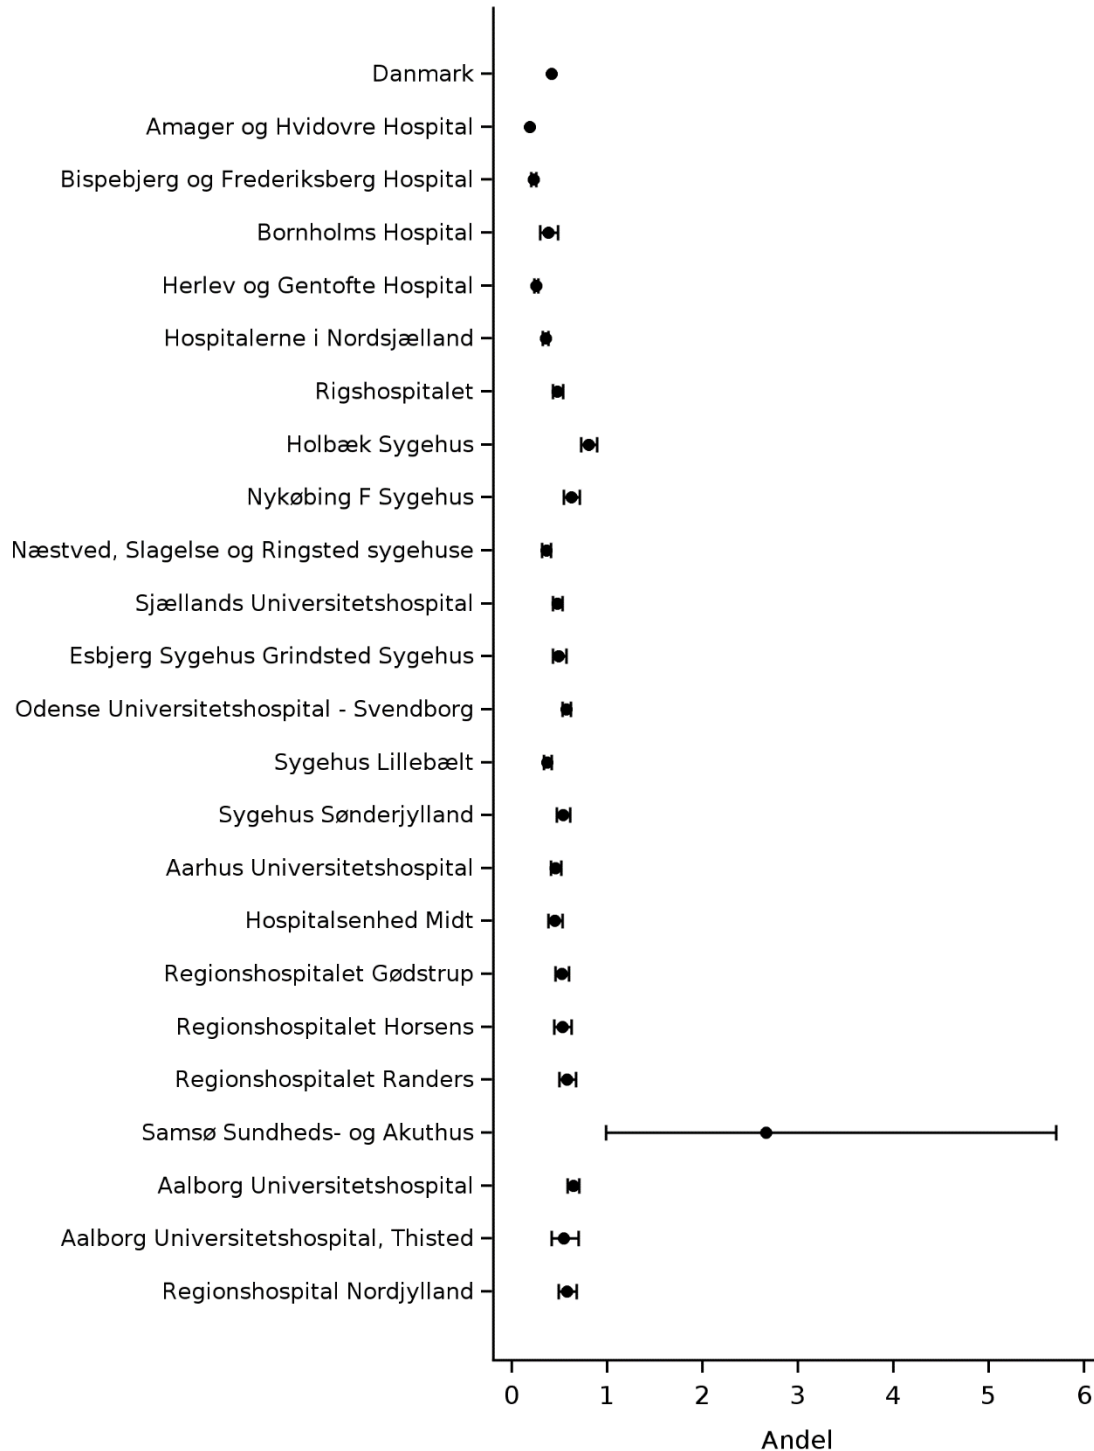 Danmark
Amager og Hvidovre Hospital
Bispebjerg og Frederiksberg Hospital
Bornholms Hospital
Herlev og Gentofte Hospital
Hospitalerne i Nordsjælland
Rigshospitalet
Holbæk Sygehus
Nykøbing F Sygehus
Næstved, Slagelse og Ringsted sygehuse
Sjællands Universitetshospital
Esbjerg Sygehus Grindsted Sygehus
Odense Universitetshospital - Svendborg
Sygehus Lillebælt
Sygehus Sønderjylland
Aarhus Universitetshospital
Hospitalsenhed Midt
Regionshospitalet Gødstrup
Regionshospitalet Horsens
Regionshospitalet Randers
Samsø Sundheds- og Akuthus
Aalborg Universitetshospital
Aalborg Universitetshospital, Thisted
Regionshospital Nordjylland
0 1 2 3 4 5 6
Andel